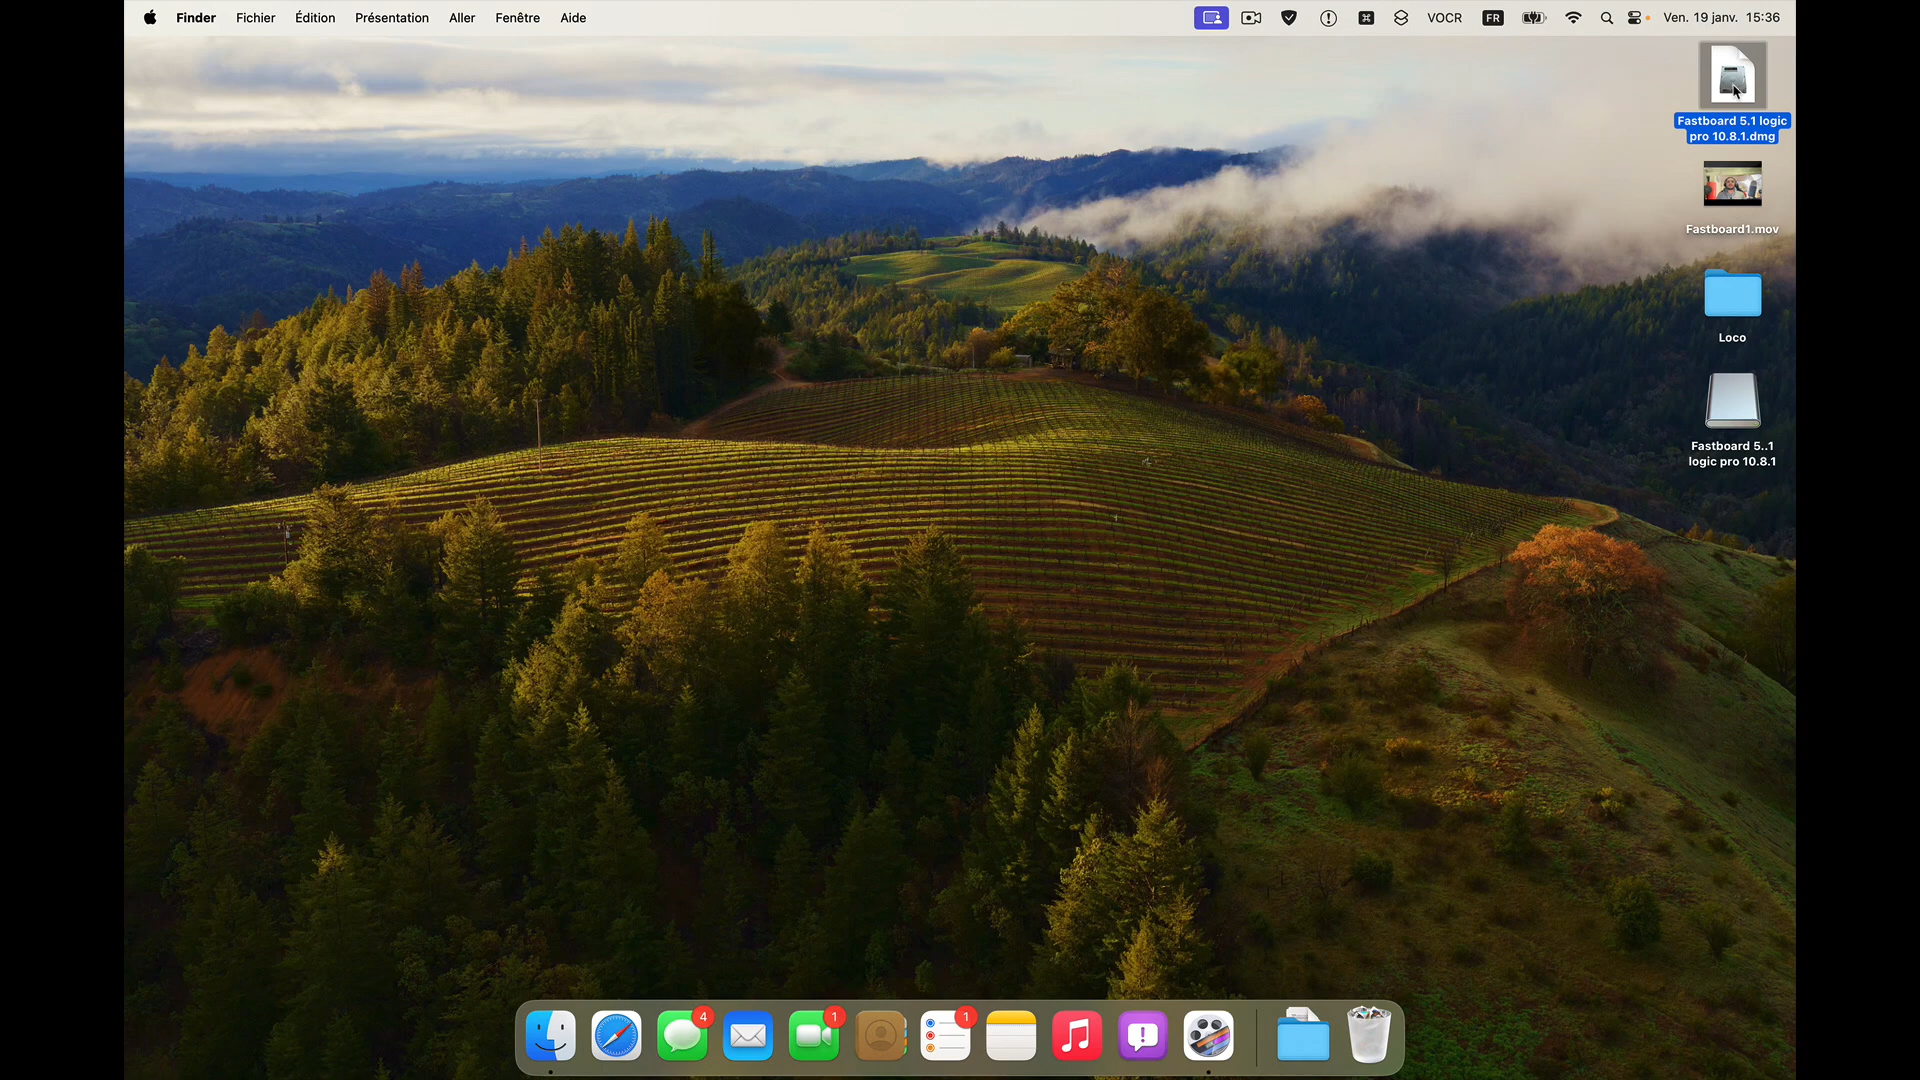 Finder Fichier Édition Présentation Aller Fenêtre Aide VOCR FR Ven. 19 janv. 15:36
Fastboard 5.1 logic
pro 10.8.1.dmg
Fastboard1.mov
Loco
Fastboard 5..1
logic pro 10.8.1
4 1 1